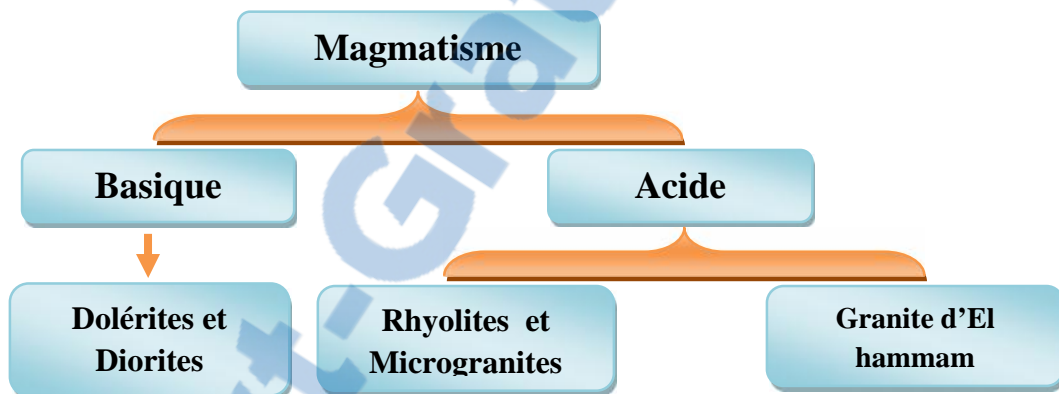 Magmatisme
Basique
Acide
Dolérites et
Diorites
Rhyolites et
Microgranites
Granite d’El
hammam